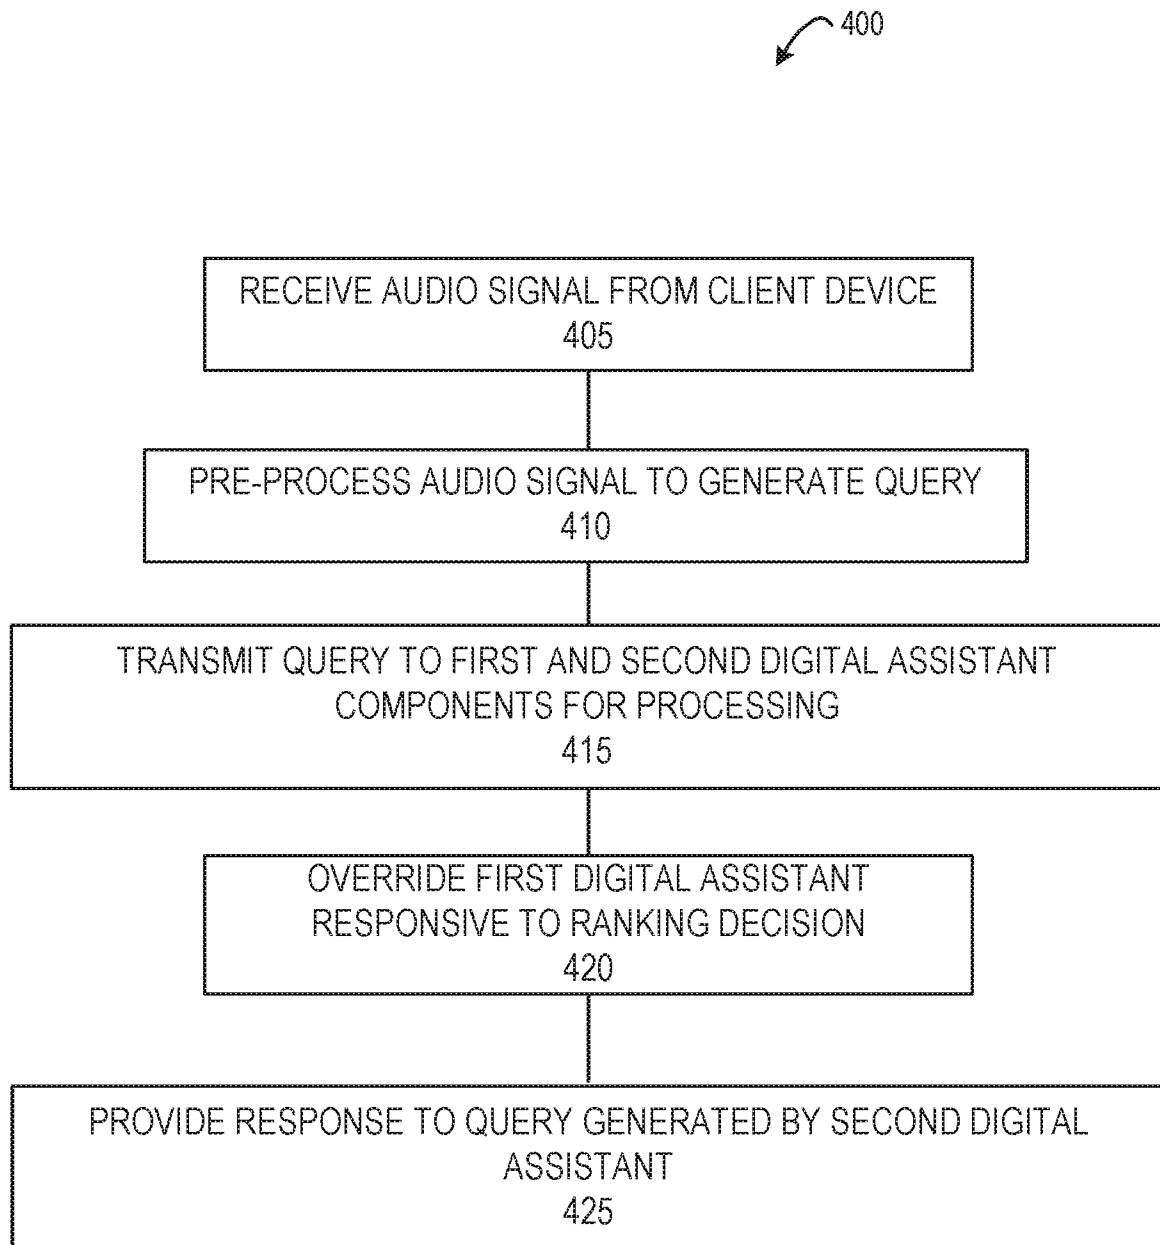 400
RECEIVE AUDIO SIGNAL FROM CLIENT DEVICE
405
PRE-PROCESS AUDIO SIGNAL TO GENERATE QUERY
410
TRANSMIT QUERY TO FIRST AND SECOND DIGITAL ASSISTANT
COMPONENTS FOR PROCESSING
415
OVERRIDE FIRST DIGITAL ASSISTANT
RESPONSIVE TO RANKING DECISION
420
PROVIDE RESPONSE TO QUERY GENERATED BY SECOND DIGITAL
ASSISTANT
425